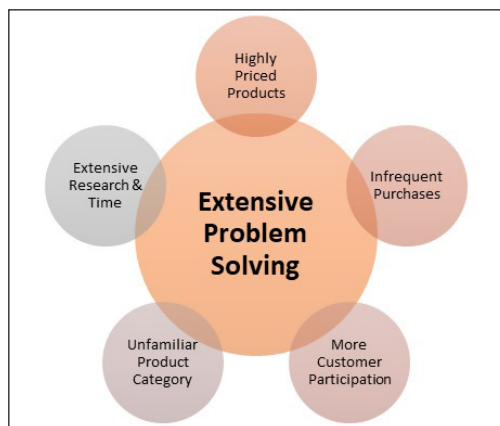 Highly
Priced
Products
Extensive
Research &
Time
Infrequent
Purchases
Extensive
Problem
Solving
Unfamiliar
Product
Category
More
Customer
Participation